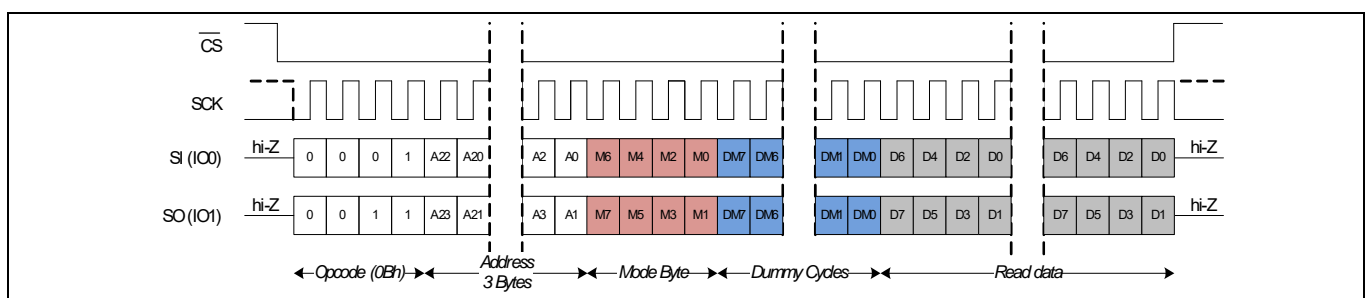 CS
SCK
SI (IO0) hi-Z 0 0 0 1 A22 A20 A2 A0 M6 M4 M2 M0 DM7 DM6 DM1 DM0 D6 D4 D2 D0 D6 D4 D2 D0 hi-Z
SO (IO1) hi-Z 0 0 1 1 A23 A21 A3 A1 M7 M5 M3 M1 DM7 DM6 DM1 DM0 D7 D5 D3 D1 D7 D5 D3 D1 hi-Z
Opcode (0Bh) Address Mode Byte Dummy Cycles Read data
3 Bytes